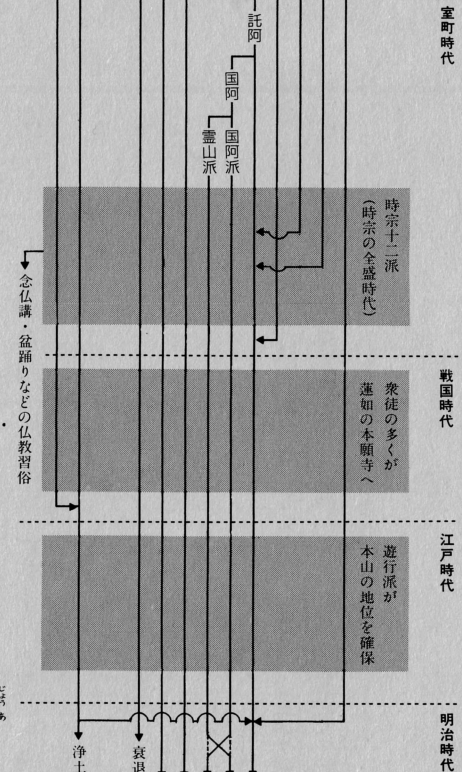 室町時代
託阿
国阿
国阿派
霊山派
時宗十二派
(時宗の全盛時代)
念仏講・盆踊りなどの仏教習俗
戦国時代
衆徒の多くが
蓮如の本願寺へ
江戸時代
遊行派が
本山の地位を確保
明治時代
衰退
浄土